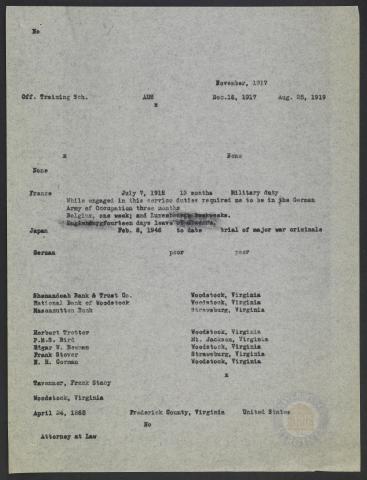 No
November, 1917
Off. Training Sch. AUS Dec.15, 1917 Aug. 25, 1919
x
x None
None
France July 7, 1918 13 months Military duty
While engaged in this service duties required me to be in the German
Army of Occupation three months
Belgium, one week; and Luxembourg
fourteen days leave of absence,
Japan Feb. 8, 1946 to date trial of major war criminals
German poor poor
Shenandoah Bank & Trust Co. Woodstock, Virginia
National Bank of Woodstock Woodstock, Virginia
Massanutten Bank Strasburg, Virginia
Herbert Trotter Woodstock, Virginia
P.M.S. Bird Mt. Jackson, Virginia
Edgar W. Newman Woodstock, Virginia
Frank Stover Strasburg, Virginia
N. H. Gorman Woodstock, Virginia
x
Tavenner, Frank Stacy
Woodstock, Virginia
April 24, 1868 Frederick County, Virginia United States
No
Attorney at Law